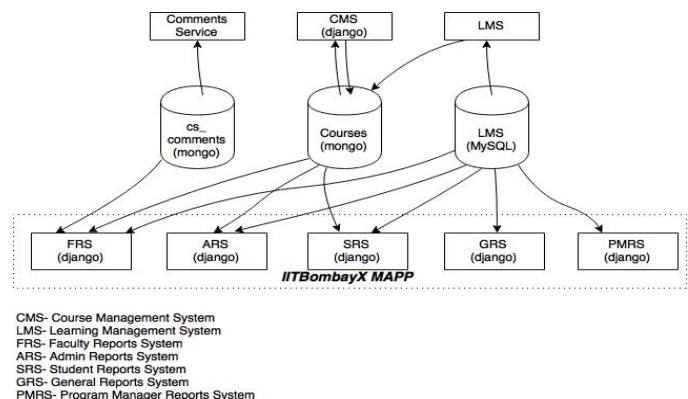 Comments
Service
CMS
(django)
LMS
cs_
comments
(mongo)
Courses
(mongo)
LMS
(MySQL)
FRS
(django)
ARS
(django)
SRS
(django)
GRS
(django)
PMRS
(django)
IITBombayX MAPP
CMS- Course Management System
LMS- Learning Management System
FRS- Faculty Reports System
ARS- Admin Reports System
SRS- Student Reports System
GRS- General Reports System
PMRS- Program Manager Reports System